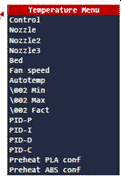 Temperature Menu
Control
Nozzle
Nozzle2
Nozzle3
Bed
Fan speed
Autotemp
\002 Min
\002 Max
\002 Fact
PID-P
PID-I
PID-D
PID-C
Preheat PLA conf
Preheat ABS conf